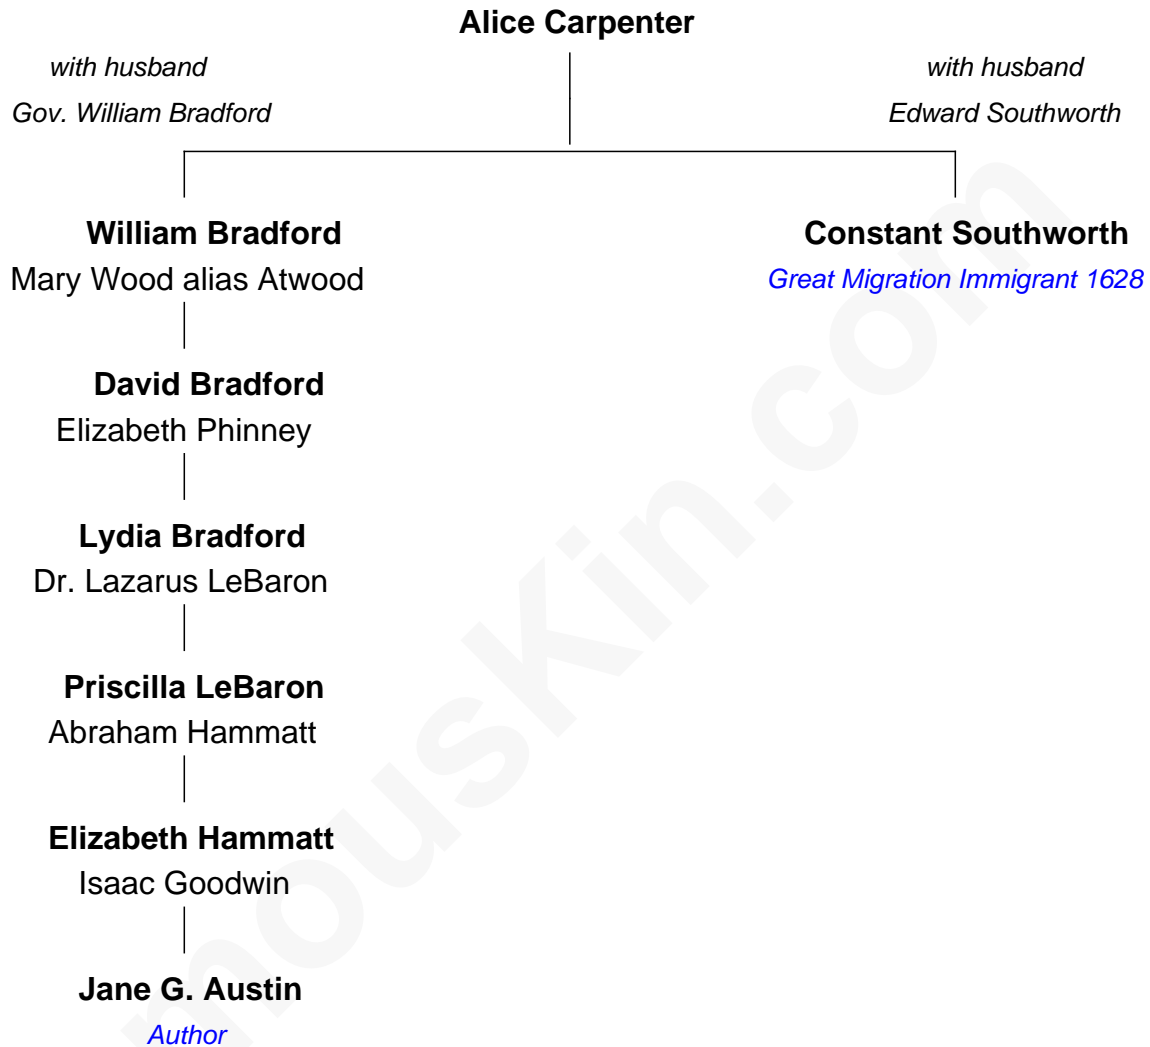 Alice Carpenter
with husband
Gov. William Bradford
with husband
Edward Southworth
William Bradford
Mary Wood alias Atwood
Constant Southworth
Great Migration Immigrant 1628
David Bradford
Elizabeth Phinney
Lydia Bradford
Dr. Lazarus LeBaron
Priscilla LeBaron
Abraham Hammatt
Elizabeth Hammatt
Isaac Goodwin
Jane G. Austin
Author
mouskin.com